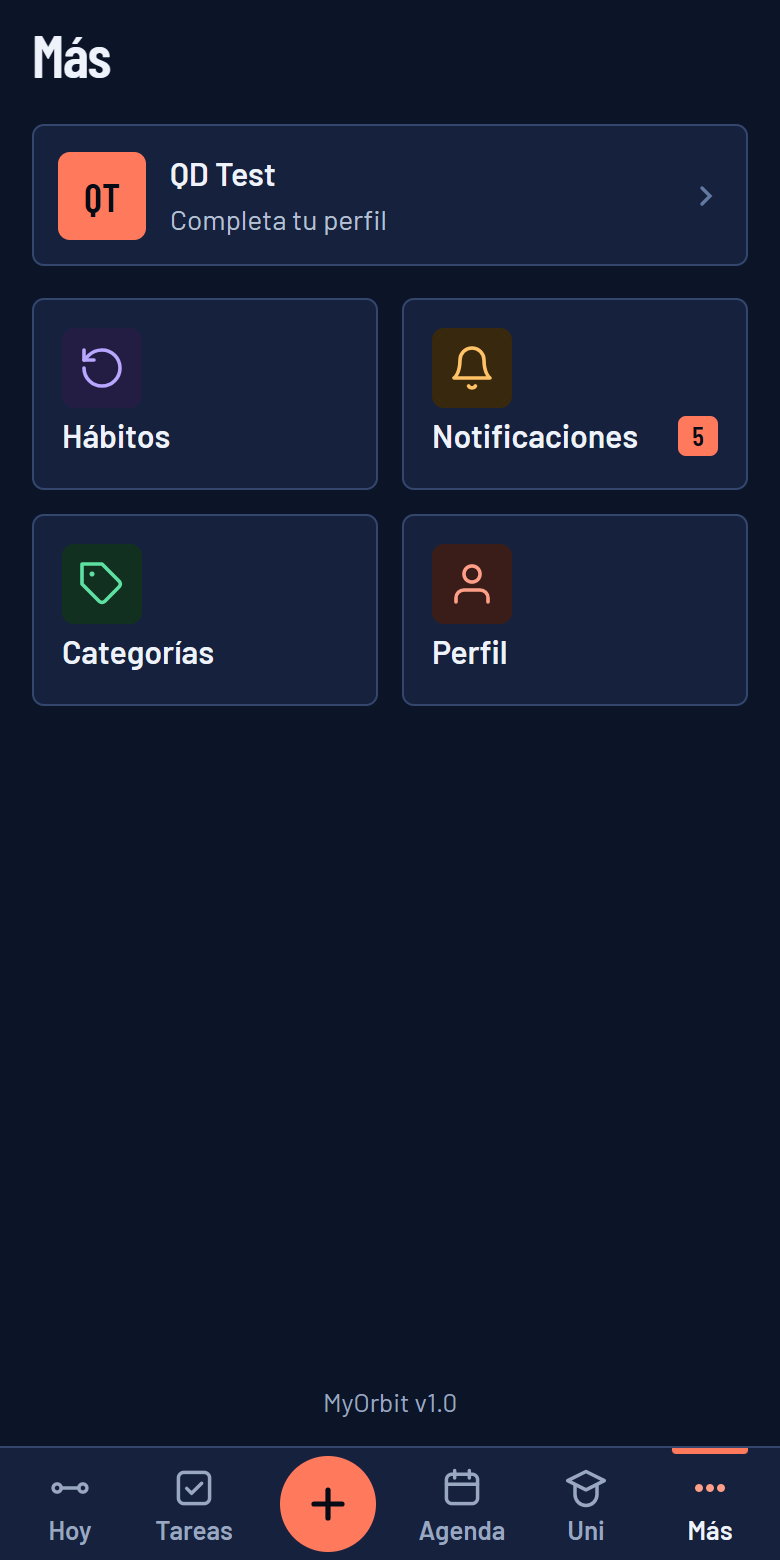 Más
QT
QD Test
Completa tu perfil
Hábitos
Notificaciones 5
Categorías
Perfil
MyOrbit v1.0
Hoy
Tareas
Agenda
Uni
Más